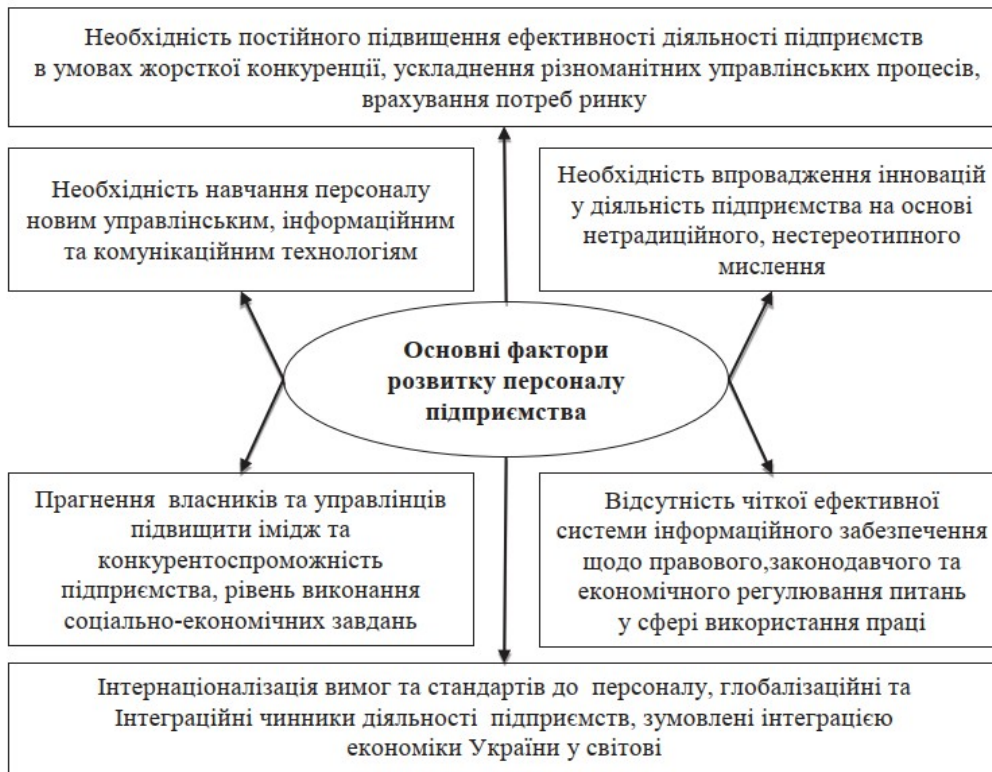 Необхідність постійного підвищення ефективності діяльності підприємств
в умовах жорсткої конкуренції, ускладнення різноманітних управлінських процесів,
врахування потреб ринку
Необхідність навчання персоналу
новим управлінським, інформаційним
та комунікаційним технологіям
Необхідність впровадження інновацій
у діяльність підприємства на основі
нетрадиційного, нестереотипного
мислення
Основні фактори
розвитку персоналу
підприємства
Прагнення власників та управлінців
підвищити імідж та
конкурентоспроможність
підприємства, рівень виконання
соціально-економічних завдань
Відсутність чіткої ефективної
системи інформаційного забезпечення
щодо правового,законодавчого та
економічного регулювання питань
у сфері використання праці
Інтернаціоналізація вимог та стандартів до персоналу, глобалізаційні та
Інтеграційні чинники діяльності підприємств, зумовлені інтеграцією
економіки України у світові